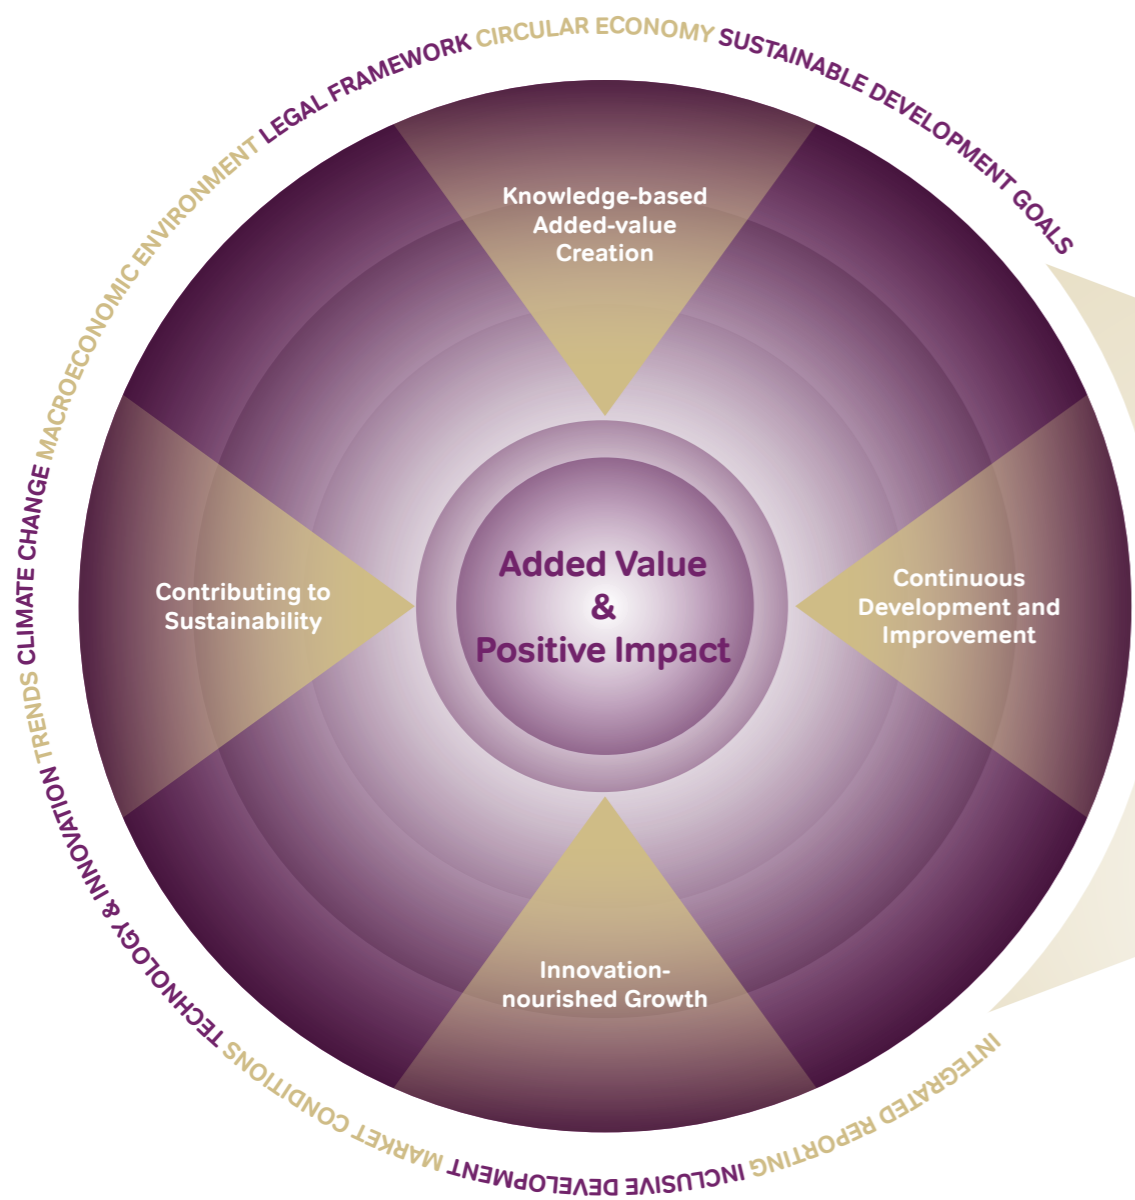 INTEGRATED REPORTING INCLUSIVE DEVELOPMENT MARKET CONDITIONS TECHNOLOGY & INNOVATION TRENDS CLIMATE CHANGE MACROECONOMIC ENVIRONMENT LEGAL FRAMEWORK CIRCULAR ECONOMY SUSTAINABLE DEVELOPMENT GOALS
Knowledge-based
Added-value
Creation
Contributing to
Sustainability
Added Value
&
Positive Impact
Continuous
Development and
Improvement
Innovation-
nourished Growth